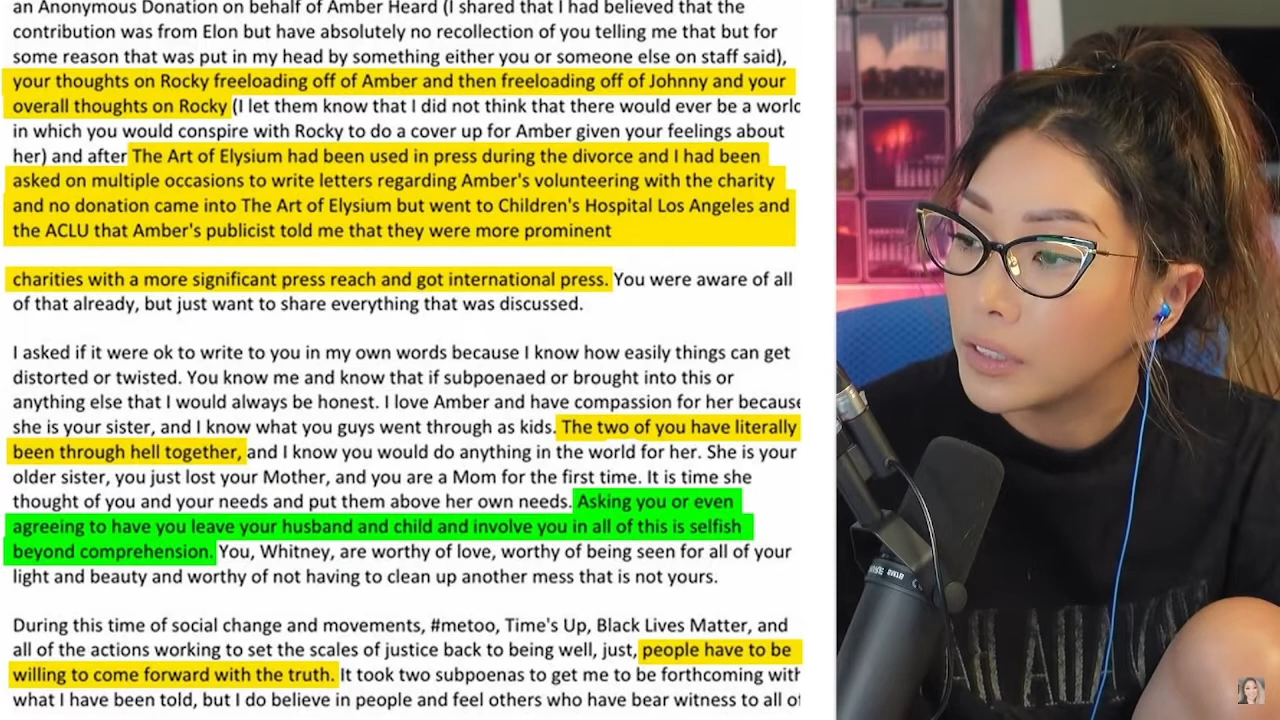 an Anonymous Donation on behalf of Amber Heard (I shared that I had believed that the
contribution was from Elon but have absolutely no recollection of you telling me that but for
some reason that was put in my head by something either you or someone else on staff said),
your thoughts on Rocky freeloading off of Amber and then freeloading off of Johnny and your
overall thoughts on Rocky (I let them know that I did not think that there would ever be a
in which you would conspire with Rocky to do a cover up for Amber given your feelings about
her) and after The Art of Elysium had been used in press during the divorce and I had been
asked on multiple occasions to write letters regarding Amber's volunteering with the charity
and no donation came into The Art of Elysium but went to Children's Hospital Los Angeles and
the ACLU that Amber's publicist told me that they were more prominent
charities with a more significant press reach and got international press. You were aware of all
of that already, but just want to share everything that was discussed.
I asked if it were ok to write to you in my own words because I know how easily things can get
distorted or twisted. You know me and know that if subpoenaed or brought into this or
anything else that I would always be honest. I love Amber and have compassion for her because
she is your sister, and I know what you guys went through as kids. The two of you have literally
been through hell together, and I know you would do anything in the world for her. She is your
older sister, you just lost your Mother, and you are a Mom for the first time. It is time she
thought of you and your needs and put them above her own needs. Asking you or even
agreeing to have you leave your husband and child and involve you in all of this is selfish
beyond comprehension. You, Whitney, are worthy of love, worthy of being seen for all of your
light and beauty and worthy of not having to clean up another mess that is not yours.
During this time of social change and movements, #metoo, Time's Up, Black Lives Matter, and
all of the actions working to set the scales of justice back to being well, just, people have to be
willing to come forward with the truth. It took two subpoenas to get me to be forthcoming with
what I have been told, but I do believe in people and feel others who have bear witness to all of